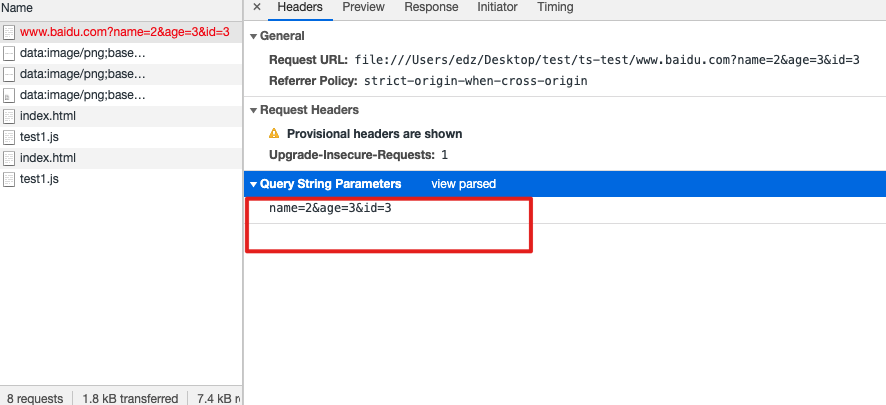 Name
www.baidu.com?name=2&age=3&id=3
data:image/png;base...
data:image/png;base...
data:image/png;base...
index.html
test1.js
index.html
test1.js
8 requests 1.8 kB transferred 7.4 kB r
× Headers Preview Response Initiator Timing
General
Request URL: file:///Users/edz/Desktop/test/ts-test/www.baidu.com?name=2&age=3&id=3
Referrer Policy: strict-origin-when-cross-origin
Request Headers
Provisional headers are shown
Upgrade-Insecure-Requests: 1
Query String Parameters view parsed
name=2&age=3&id=3